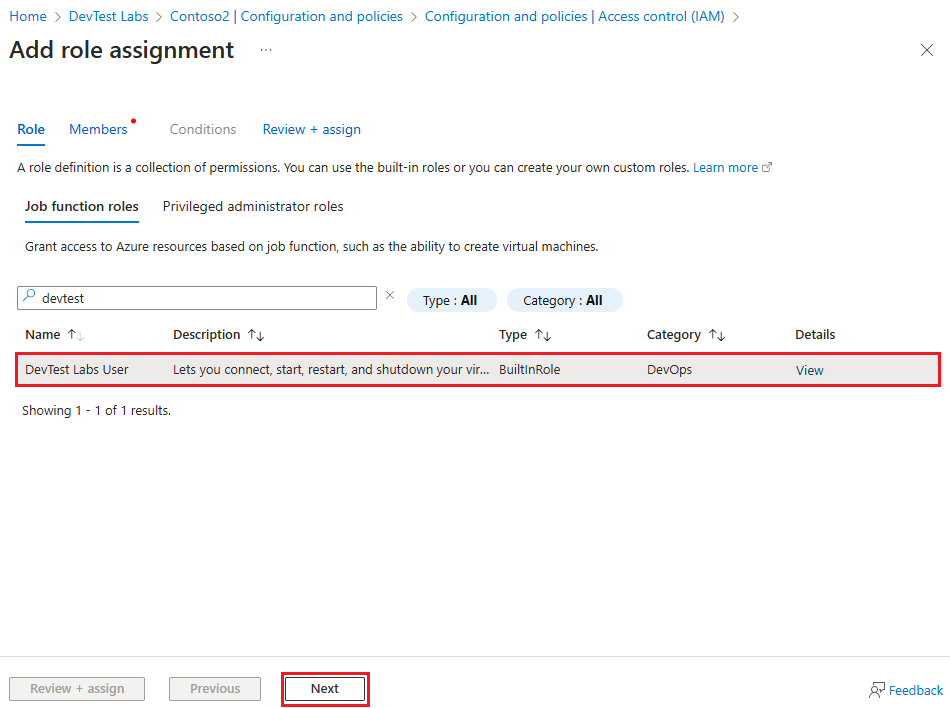 Home > DevTest Labs > Contoso2 | Configuration and policies > Configuration and policies | Access control (IAM) >
Add role assignment ...
Role Members Conditions Review + assign
A role definition is a collection of permissions. You can use the built-in roles or you can create your own custom roles. Learn more
Job function roles Privileged administrator roles
Grant access to Azure resources based on job function, such as the ability to create virtual machines.
devtest Type : All Category : All
Name Description Type Category Details
DevTest Labs User Lets you connect, start, restart, and shutdown your vir... BuiltInRole DevOps View
Showing 1 - 1 of 1 results.
Review + assign Previous Next Feedback